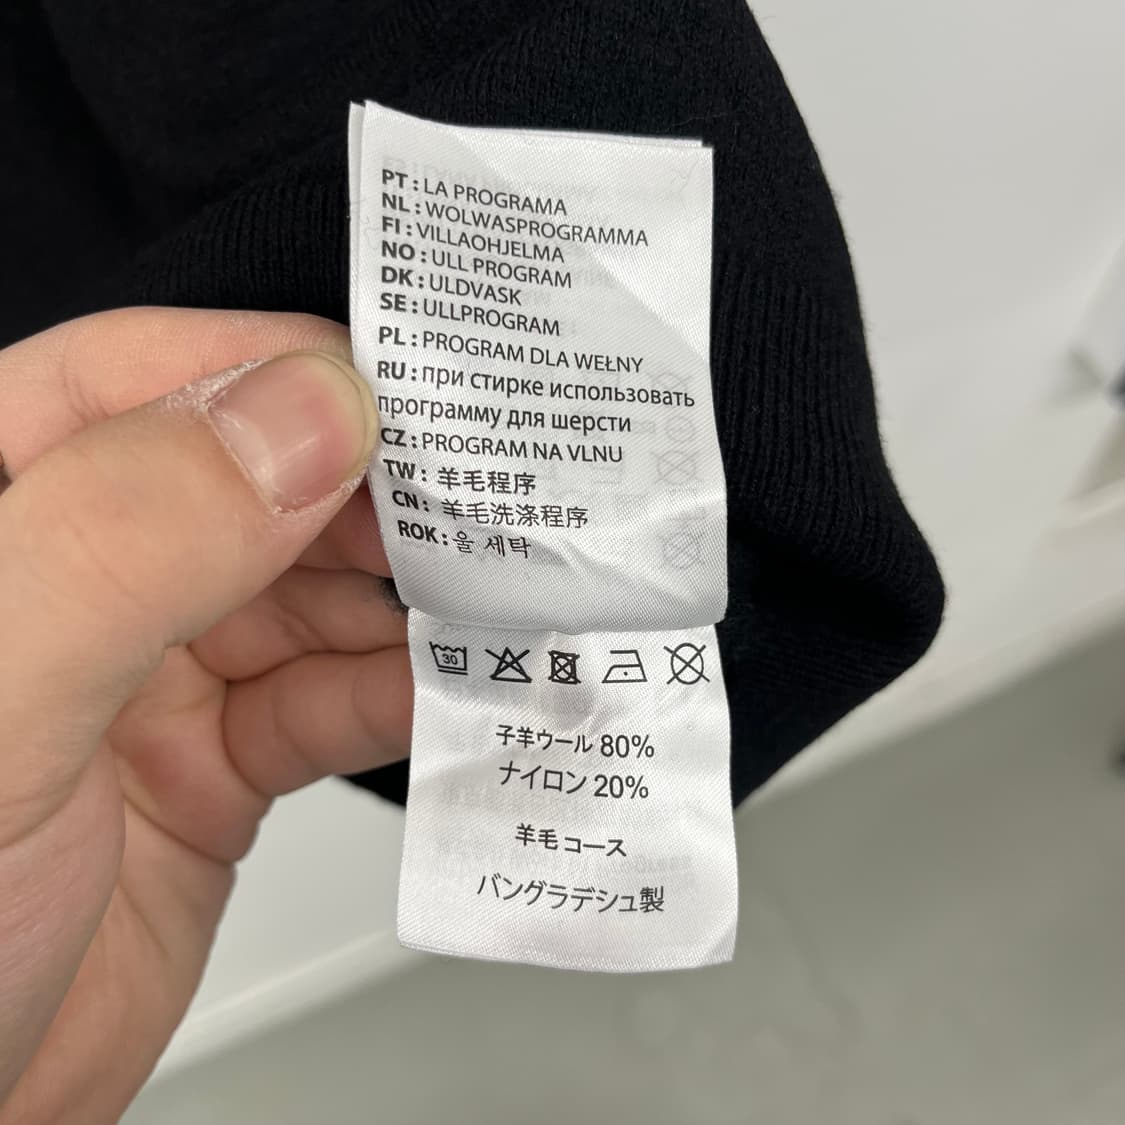 PT : LA PROGRAMA
NL : WOLWASPROGRAMMA
FI : VILLAOHJELMA
NO : ULL PROGRAM
DK : ULDVASK
SE : ULLPROGRAM
PL : PROGRAM DLA WEŁNY
RU : при стирке использовать
программу для шерсти
CZ : PROGRAM NA VLNU
TW : 羊毛程序
CN : 羊毛洗涤程序
ROK : 울 세탁
30
子羊ウール 80%
ナイロン 20%
羊毛 コース
バングラデシュ製